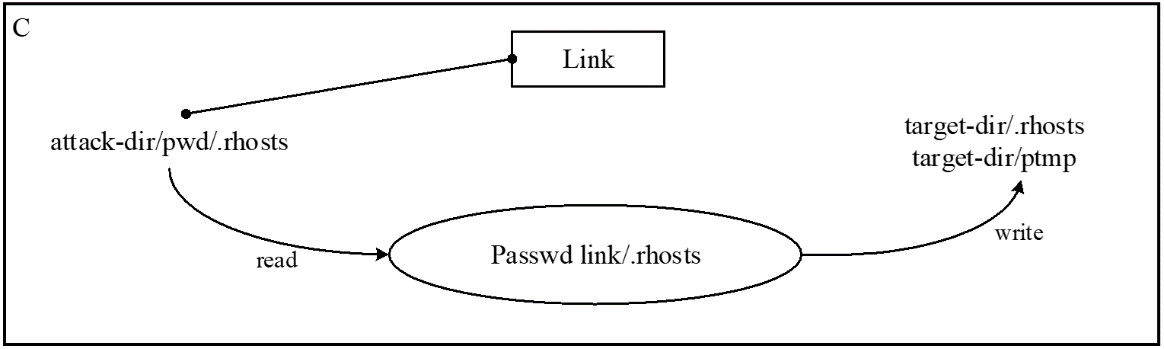 C
Link
attack-dir/pwd/.rhosts
target-dir/.rhosts
target-dir/ptmp
read
Passwd link/.rhosts
write